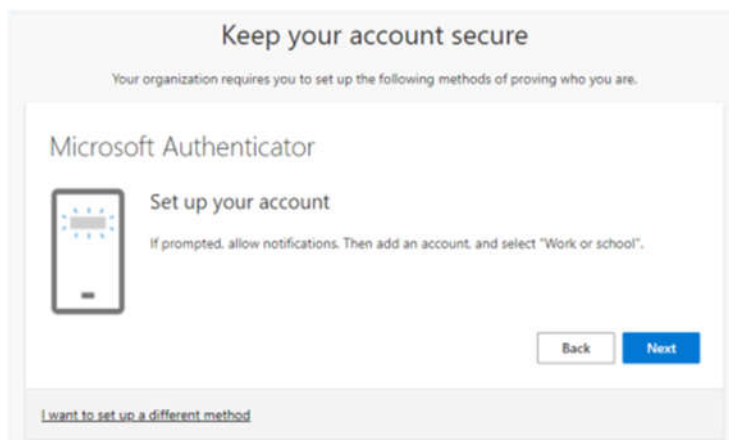 Keep your account secure
Your organization requires you to set up the following methods of proving who you are.
Microsoft Authenticator
Set up your account
If prompted, allow notifications. Then add an account, and select "Work or school".
Back
Next
I want to set up a different method